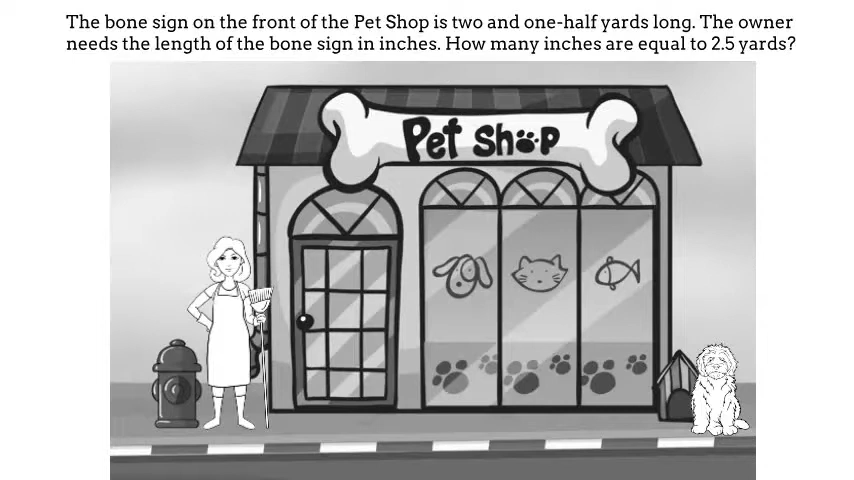 The bone sign on the front of the Pet Shop is two and one-half yards long. The owner
needs the length of the bone sign in inches. How many inches are equal to 2.5 yards?
Pet Shop